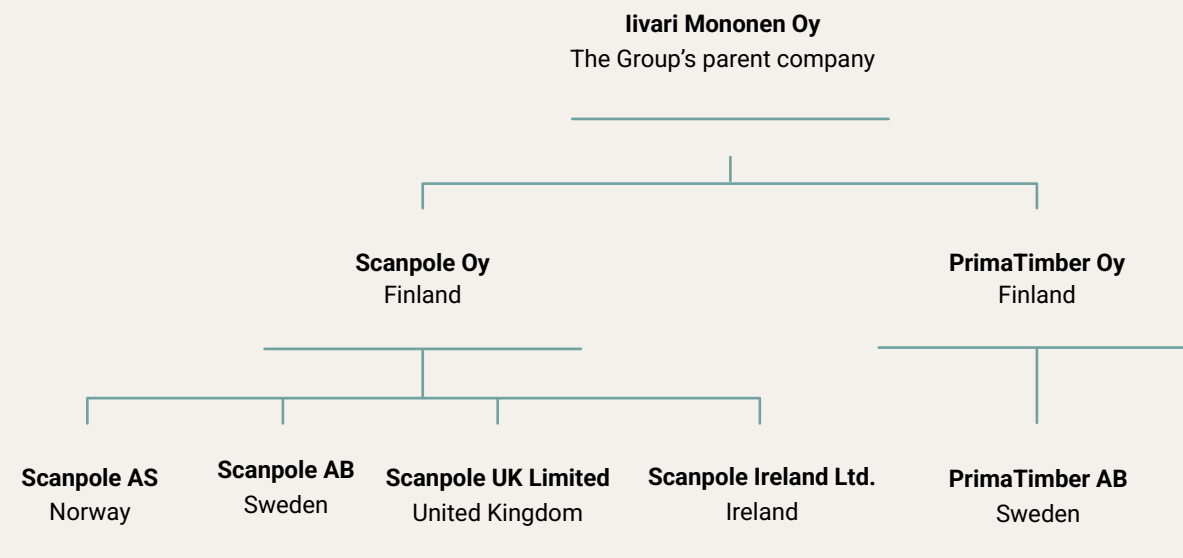 Iivari Mononen Oy
The Group’s parent company
Scanpole Oy
Finland
PrimaTimber Oy
Finland
Scanpole AS
Norway
Scanpole AB
Sweden
Scanpole UK Limited
United Kingdom
Scanpole Ireland Ltd.
Ireland
PrimaTimber AB
Sweden